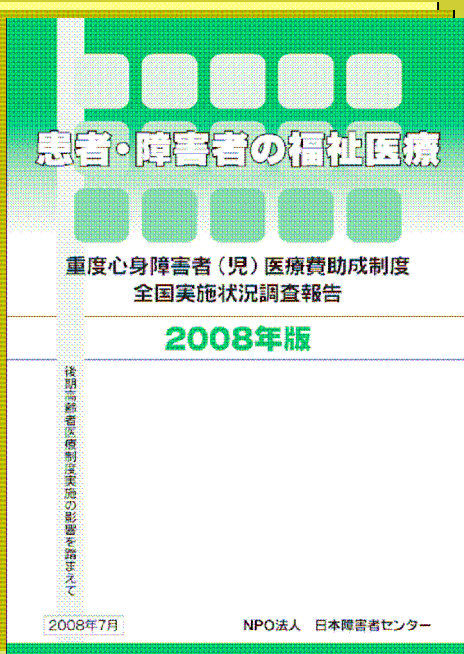 患者・障害者の福祉医療
重度心身障害者（児）医療費助成制度
全国実施状況調査報告
2008年版
後期高齢者医療制度実施の影響を踏まえて
2008年7月
NPO法人 日本障害者センター